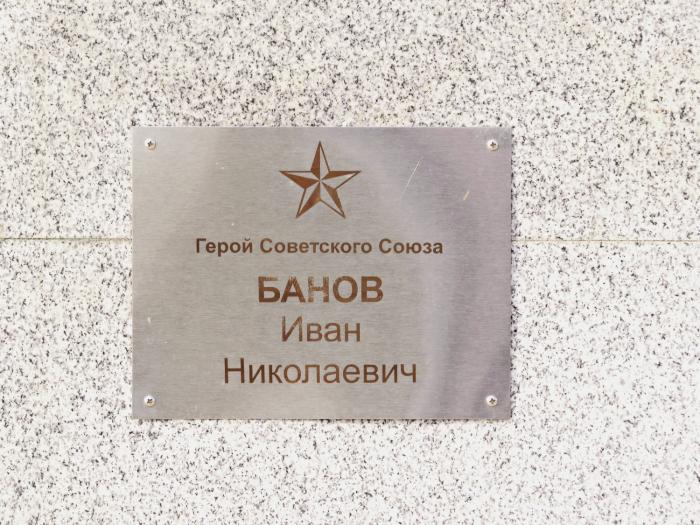 Герой Советского Союза
БАНОВ
Иван
Николаевич